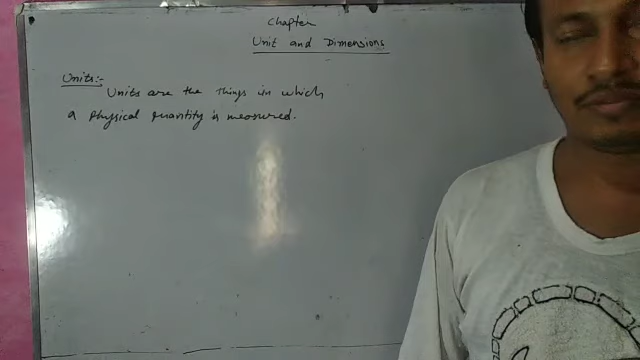 Chapter
Unit and Dimensions
Units:-
Units are the things in which
a physical quantity is measured.